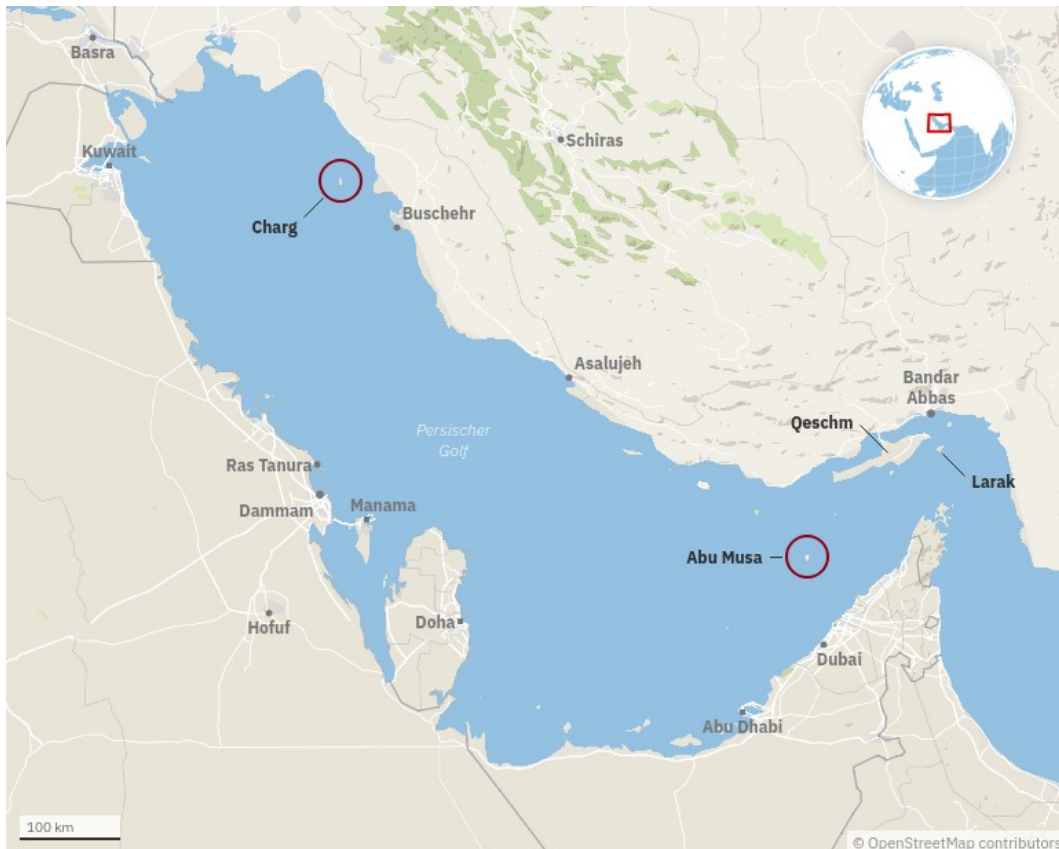 Basra
Kuwait
Schiras
Charg
Buschehr
Asalujeh
Bandar
Abbas
Qeschm
Persischer
Golf
Ras Tanura
Larak
Dammam
Manama
Abu Musa
Hofuf
Doha
Dubai
Abu Dhabi
100 km
© OpenStreetMap contributors